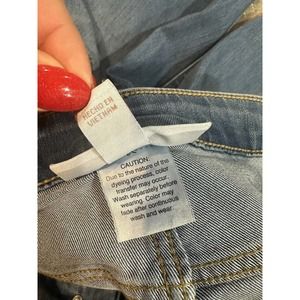 HECHO EN
VIETNAM
CAUTION:
Due to the nature of the
dyeing process, color
transfer may occur.
Wash separately before
wearing. Color may
fade after continuous
wash and wear.